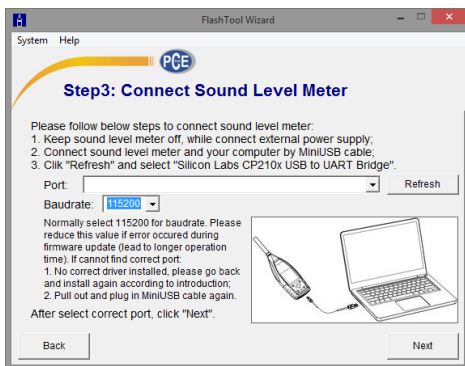 FlashTool Wizard
System Help
PCE
Step3: Connect Sound Level Meter
Please follow below steps to connect sound level meter:
1. Keep sound level meter off, while connect external power supply;
2. Connect sound level meter and your computer by MiniUSB cable;
3. Clik "Refresh" and select "Silicon Labs CP210x USB to UART Bridge".
Port: Refresh
Baudrate: 115200
Normally select 115200 for baudrate. Please
reduce this value if error occured during
firmware update (lead to longer operation
time). If cannot find correct port:
1. No correct driver installed, please go back
and install again according to introduction;
2. Pull out and plug in MiniUSB cable again.
After select correct port, click "Next".
Back Next